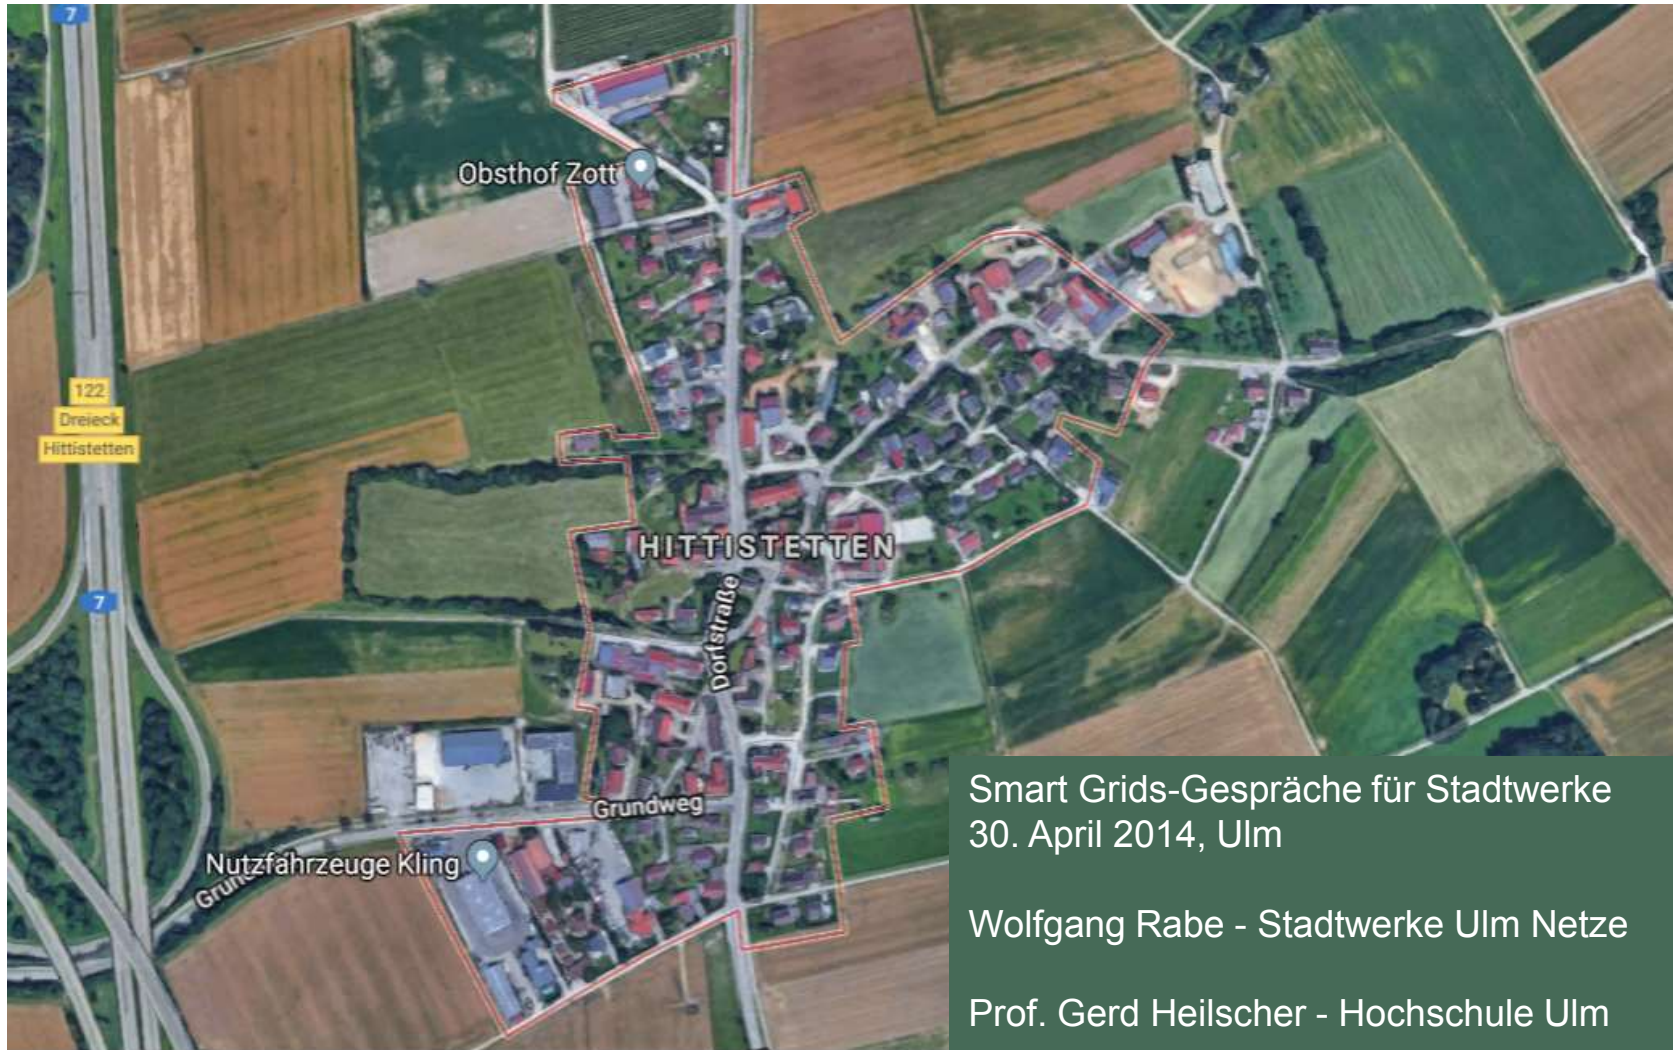 7
Obsthof Zott
122
Dreieck
Hittistetten
HITTISTETTEN
7
Dorfstraße
Grundweg
Nutzfahrzeuge Kling
Smart Grids-Gespräche für Stadtwerke
30. April 2014, Ulm
Wolfgang Rabe - Stadtwerke Ulm Netze
Prof. Gerd Heilscher - Hochschule Ulm